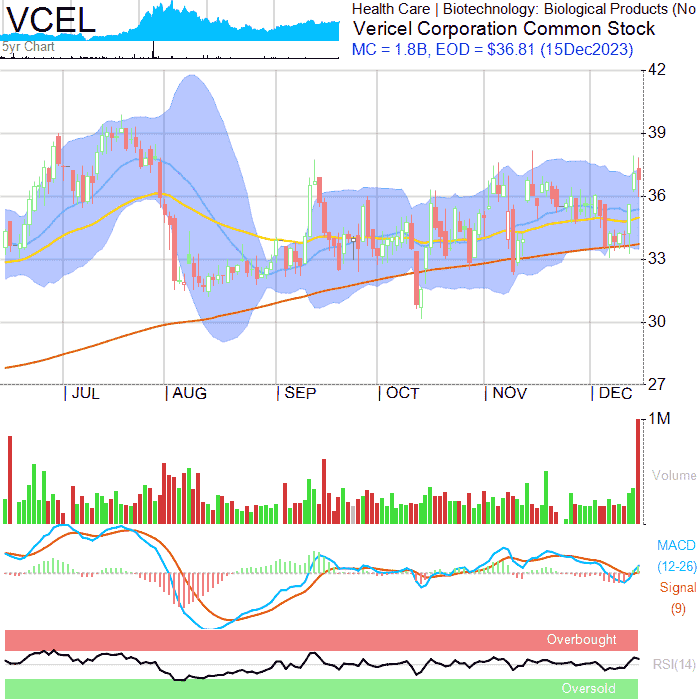 VCEL
5yr Chart
Health Care | Biotechnology: Biological Products (No
Vericel Corporation Common Stock
MC = 1.8B, EOD = $36.81 (15Dec2023)
42
39
36
33
30
27
| JUL | AUG | SEP | OCT | NOV | DEC
1M
Volume
MACD
(12-26)
Signal
(9)
Overbought
RSI(14)
Oversold